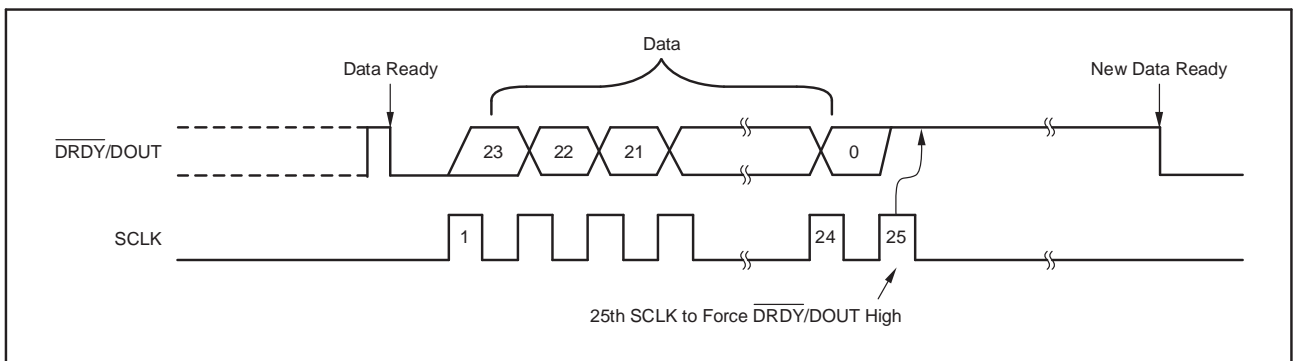 Data
Data Ready
New Data Ready
DRDY/DOUT
23
22
21
0
SCLK
1
24
25
25th SCLK to Force DRDY/DOUT High